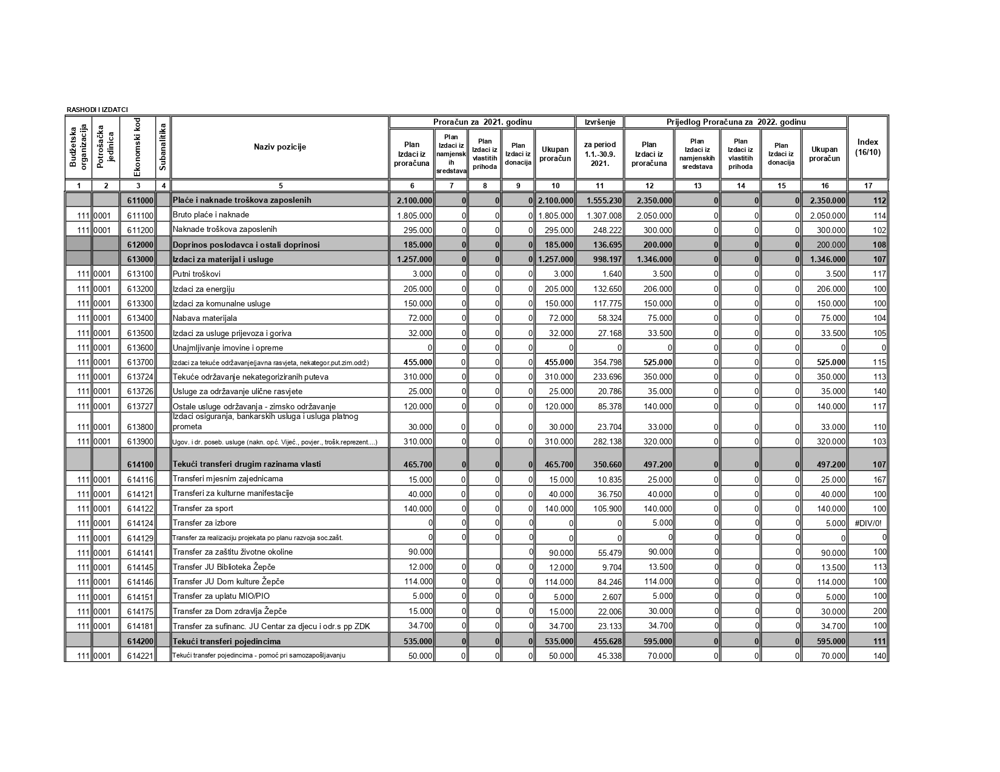 RASHODI I IZDATCI
Budžetska organizacija | Potrošačka jedinica | Ekonomski kod | Subanalitika | Naziv pozicije | Proračun za 2021. godinu | Izvršenje | Prijedlog Proračuna za 2022. godinu | Index (16/10)
Plan Izdaci iz proračuna | Plan Izdaci iz namjensk ih sredstava | Plan Izdaci iz vlastitih prihoda | Plan Izdaci iz donacija | Ukupan proračun | za period 1.1.-30.9. 2021. | Plan Izdaci iz proračuna | Plan Izdaci iz namjenskih sredstava | Plan Izdaci iz vlastitih prihoda | Plan Izdaci iz donacija | Ukupan proračun
1 2 3 4 5 6 7 8 9 10 11 12 13 14 15 16 17
611000 Plaće i naknade troškova zaposlenih 2.100.000 0 0 0 2.100.000 1.555.230 2.350.000 0 0 0 2.350.000 112
111 0001 611100 Bruto plaće i naknade 1.805.000 0 0 0 1.805.000 1.307.008 2.050.000 0 0 0 2.050.000 114
111 0001 611200 Naknade troškova zaposlenih 295.000 0 0 0 295.000 248.222 300.000 0 0 0 300.000 102
612000 Doprinos poslodavca i ostali doprinosi 185.000 0 0 0 185.000 136.695 200.000 0 0 0 200.000 108
613000 Izdaci za materijal i usluge 1.257.000 0 0 0 1.257.000 998.197 1.346.000 0 0 0 1.346.000 107
111 0001 613100 Putni troškovi 3.000 0 0 0 3.000 1.640 3.500 0 0 0 3.500 117
111 0001 613200 Izdaci za energiju 205.000 0 0 0 205.000 132.650 206.000 0 0 0 206.000 100
111 0001 613300 Izdaci za komunalne usluge 150.000 0 0 0 150.000 117.775 150.000 0 0 0 150.000 100
111 0001 613400 Nabava materijala 72.000 0 0 0 72.000 58.324 75.000 0 0 0 75.000 104
111 0001 613500 Izdaci za usluge prijevoza i goriva 32.000 0 0 0 32.000 27.168 33.500 0 0 0 33.500 105
111 0001 613600 Unajmljivanje imovine i opreme 0 0 0 0 0 0 0 0 0 0 0 0
111 0001 613700 Izdaci za tekuće održavanje(javna rasvjeta, nekategor.put.zim.održ) 455.000 0 0 0 455.000 354.798 525.000 0 0 0 525.000 115
111 0001 613724 Tekuće održavanje nekategoriziranih puteva 310.000 0 0 0 310.000 233.696 350.000 0 0 0 350.000 113
111 0001 613726 Usluge za održavanje ulične rasvjete 25.000 0 0 0 25.000 20.786 35.000 0 0 0 35.000 140
111 0001 613727 Ostale usluge održavanja - zimsko održavanje 120.000 0 0 0 120.000 85.378 140.000 0 0 0 140.000 117
Izdaci osiguranja, bankarskih usluga i usluga platnog
111 0001 613800 prometa 30.000 0 0 0 30.000 23.704 33.000 0 0 0 33.000 110
111 0001 613900 Ugov. i dr. poseb. usluge (nakn. opć. Vijeć., povjer., trošk.reprezent....) 310.000 0 0 0 310.000 282.138 320.000 0 0 0 320.000 103
614100 Tekući transferi drugim razinama vlasti 465.700 0 0 0 465.700 350.660 497.200 0 0 0 497.200 107
111 0001 614116 Transferi mjesnim zajednicama 15.000 0 0 0 15.000 10.835 25.000 0 0 0 25.000 167
111 0001 614121 Transferi za kulturne manifestacije 40.000 0 0 0 40.000 36.750 40.000 0 0 0 40.000 100
111 0001 614122 Transfer za sport 140.000 0 0 0 140.000 105.900 140.000 0 0 0 140.000 100
111 0001 614124 Transfer za izbore 0 0 0 0 0 0 5.000 0 0 0 5.000 #DIV/0!
111 0001 614129 Transfer za realizaciju projekata po planu razvoja soc.zašt. 0 0 0 0 0 0 0 0 0 0 0 0
111 0001 614141 Transfer za zaštitu životne okoline 90.000 0 90.000 55.479 90.000 0 0 0 90.000 100
111 0001 614145 Transfer JU Biblioteka Žepče 12.000 0 0 0 12.000 9.704 13.500 0 0 0 13.500 113
111 0001 614146 Transfer JU Dom kulture Žepče 114.000 0 0 0 114.000 84.246 114.000 0 0 0 114.000 100
111 0001 614151 Transfer za uplatu MIO/PIO 5.000 0 0 0 5.000 2.607 5.000 0 0 0 5.000 100
111 0001 614175 Transfer za Dom zdravlja Žepče 15.000 0 0 0 15.000 22.006 30.000 0 0 0 30.000 200
111 0001 614181 Transfer za sufinanc. JU Centar za djecu i odr.s pp ZDK 34.700 0 0 0 34.700 23.133 34.700 0 0 0 34.700 100
614200 Tekući transferi pojedincima 535.000 0 0 0 535.000 455.628 595.000 0 0 0 595.000 111
111 0001 614221 Tekući transfer pojedincima - pomoć pri samozapošljavanju 50.000 0 0 0 50.000 45.338 70.000 0 0 0 70.000 140